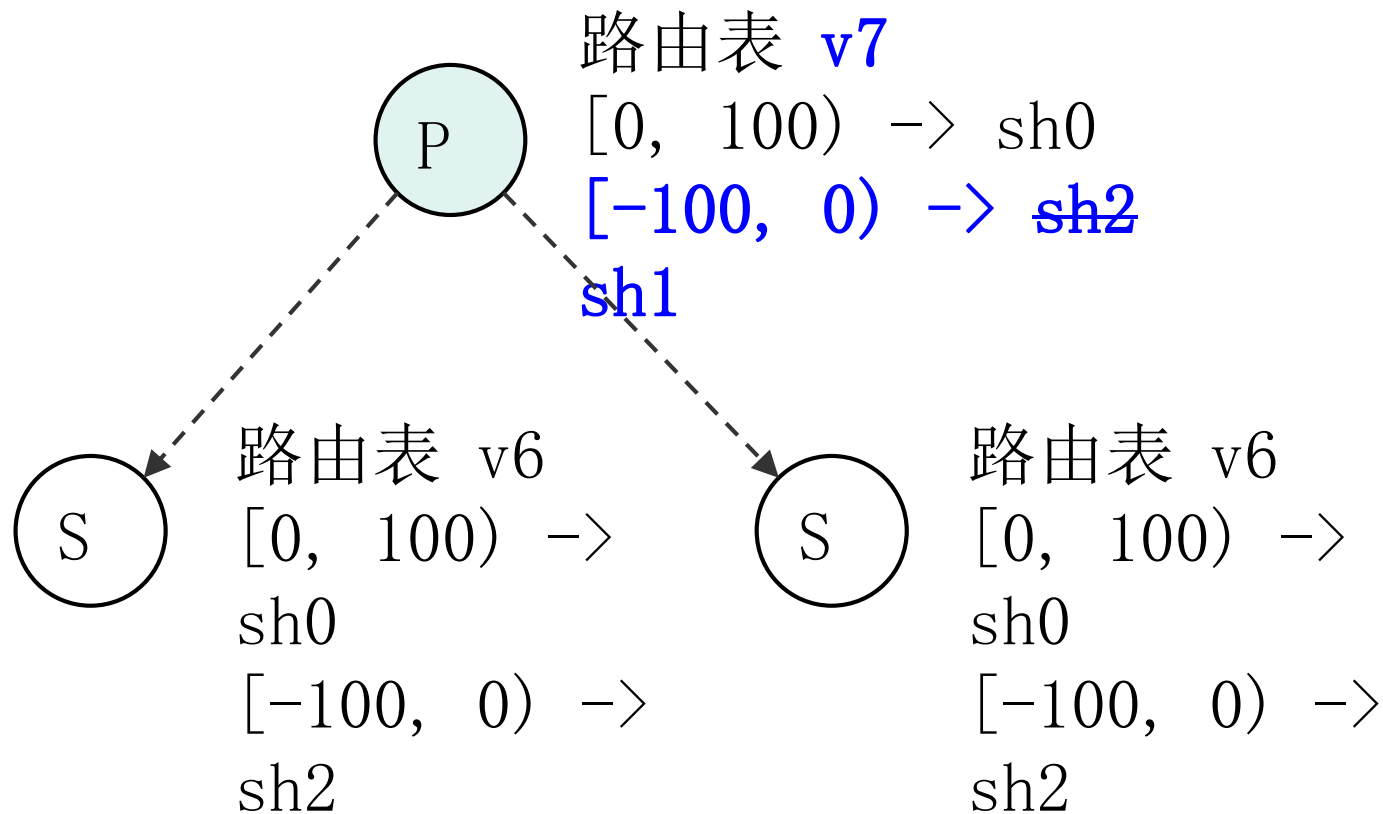 路由表 v7
P
[0, 100) -> sh0
[-100, 0) -> sh2
sh1
路由表 v6
S
[0, 100) ->
sh0
[-100, 0) ->
sh2
路由表 v6
S
[0, 100) ->
sh0
[-100, 0) ->
sh2